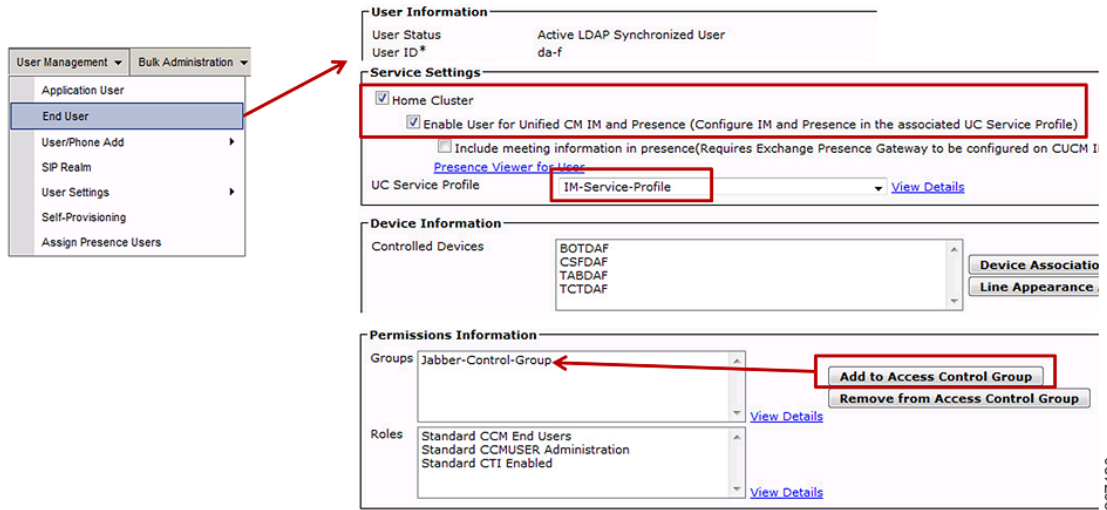 User Management
Bulk Administration
Application User
End User
User/Phone Add
SIP Realm
User Settings
Self-Provisioning
Assign Presence Users
User Information
User Status Active LDAP Synchronized User
User ID* da-f
Service Settings
Home Cluster
Enable User for Unified CM IM and Presence (Configure IM and Presence in the associated UC Service Profile)
Include meeting information in presence(Requires Exchange Presence Gateway to be configured on CUCM I
Presence Viewer for User
UC Service Profile IM-Service-Profile View Details
Device Information
Controlled Devices
BOTDAF
CSFDAF
TABDAF
TCTDAF
Device Associatio
Line Appearance
Permissions Information
Groups Jabber-Control-Group
Add to Access Control Group
Remove from Access Control Group
View Details
Roles Standard CCM End Users
Standard CCMUSER Administration
Standard CTI Enabled
View Details